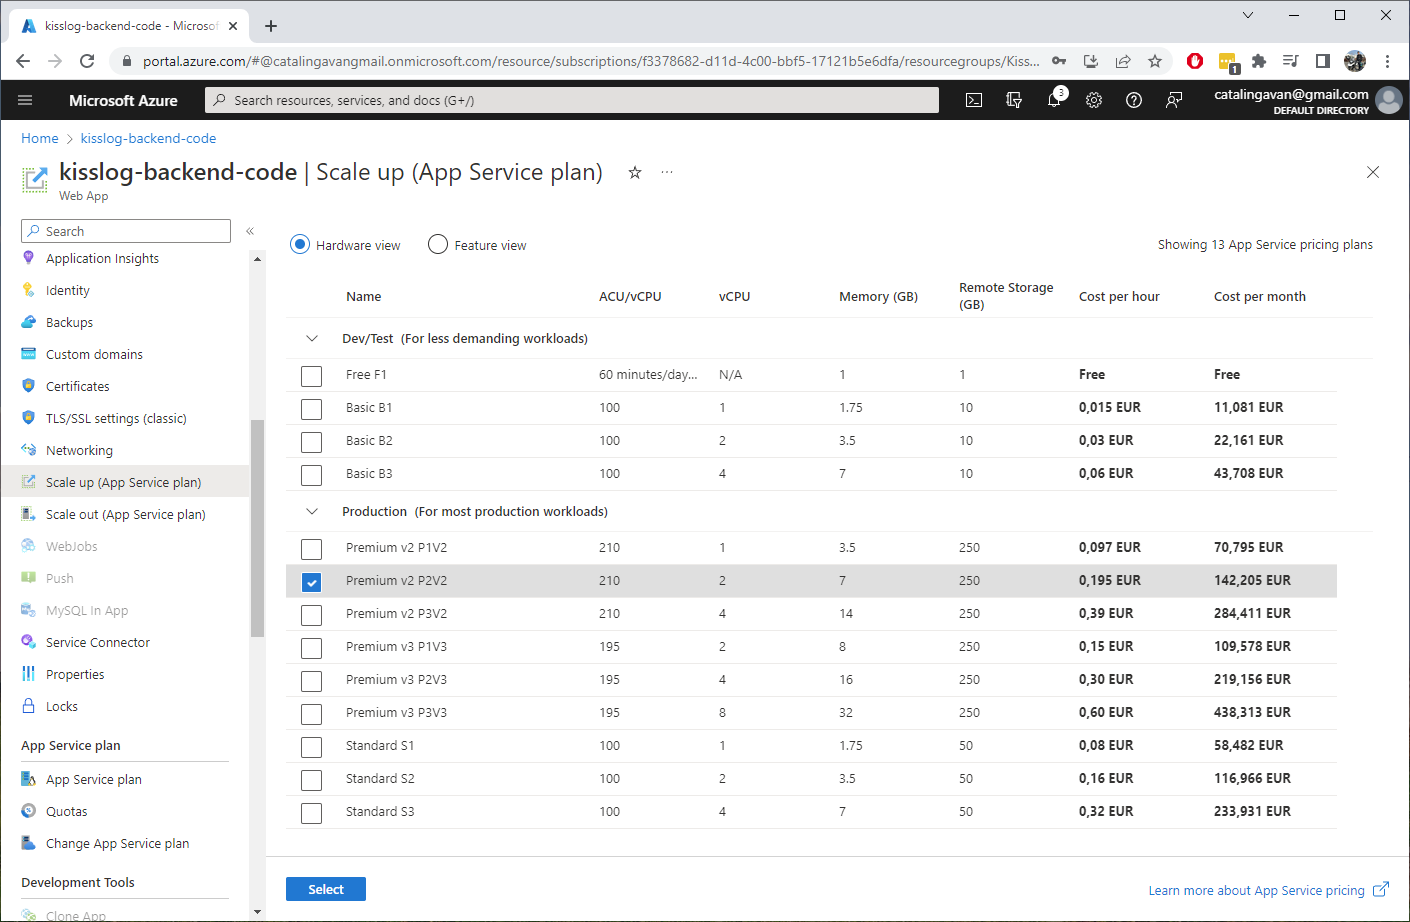 kisslog-backend-code - Microsof
portal.azure.com/#@catalingavangmail.onmicrosoft.com/resource/subscriptions/f3378682-d11d-4c00-bbf5-17121b5e6dfa/resourcegroups/Kiss...
1
Microsoft Azure
Search resources, services, and docs (G+/)
3
catalingavan@gmail.com
DEFAULT DIRECTORY
Home > kisslog-backend-code
kisslog-backend-code | Scale up (App Service plan)
...
Web App
Search
«
Application Insights
Identity
Backups
Custom domains
Certificates
TLS/SSL settings (classic)
Networking
Scale up (App Service plan)
Scale out (App Service plan)
WebJobs
Push
MySQL In App
Service Connector
Properties
Locks
App Service plan
App Service plan
Quotas
Change App Service plan
Development Tools
Clone App
Hardware view Feature view Showing 13 App Service pricing plans
Name ACU/vCPU vCPU Memory (GB) Remote Storage (GB) Cost per hour Cost per month
Dev/Test (For less demanding workloads)
Free F1 60 minutes/day... N/A 1 1 Free Free
Basic B1 100 1 1.75 10 0,015 EUR 11,081 EUR
Basic B2 100 2 3.5 10 0,03 EUR 22,161 EUR
Basic B3 100 4 7 10 0,06 EUR 43,708 EUR
Production (For most production workloads)
Premium v2 P1V2 210 1 3.5 250 0,097 EUR 70,795 EUR
Premium v2 P2V2 210 2 7 250 0,195 EUR 142,205 EUR
Premium v2 P3V2 210 4 14 250 0,39 EUR 284,411 EUR
Premium v3 P1V3 195 2 8 250 0,15 EUR 109,578 EUR
Premium v3 P2V3 195 4 16 250 0,30 EUR 219,156 EUR
Premium v3 P3V3 195 8 32 250 0,60 EUR 438,313 EUR
Standard S1 100 1 1.75 50 0,08 EUR 58,482 EUR
Standard S2 100 2 3.5 50 0,16 EUR 116,966 EUR
Standard S3 100 4 7 50 0,32 EUR 233,931 EUR
Select
Learn more about App Service pricing